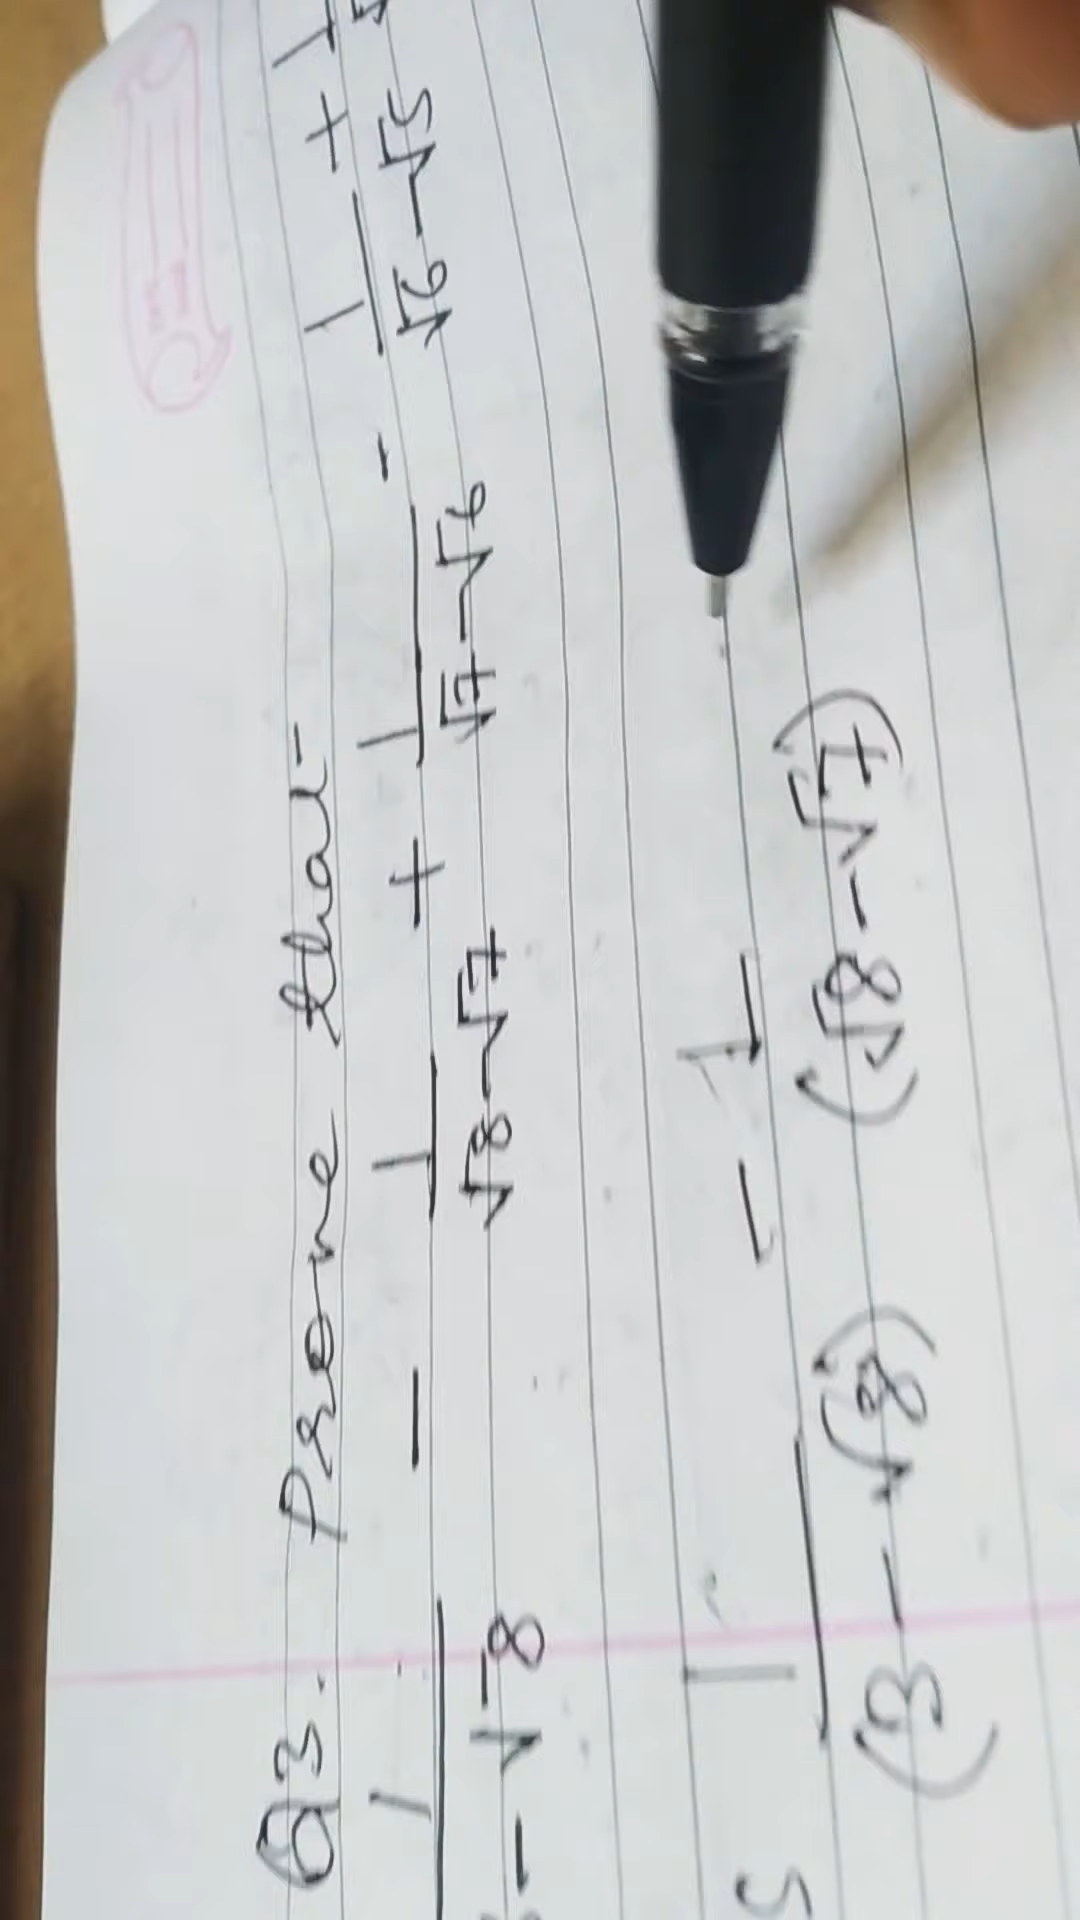 Q3. Prove that
1/(3 - √8) - 1/(√8 - √7) + 1/(√7 - √6) - 1/(√6 - √5) + 1
1/((3) - (√8)) - 1/((√8 - √7))